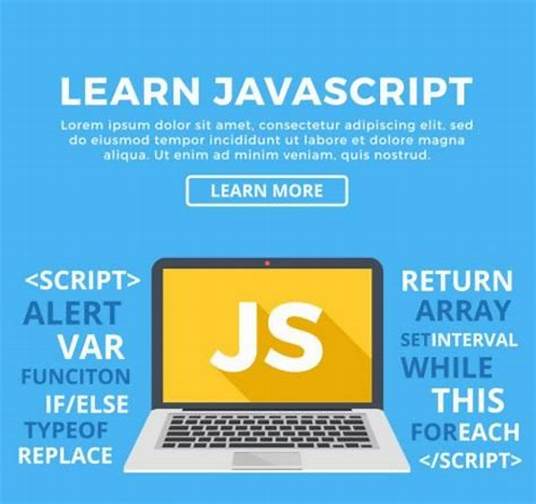 LEARN JAVASCRIPT
Lorem ipsum dolor sit amet, consectetur adipiscing elit, sed
do eiusmod tempor incididunt ut labore et dolore magna
aliqua. Ut enim ad minim veniam, quis nostrud.
LEARN MORE
<SCRIPT>
ALERT
VAR
FUNCITON
IF/ELSE
TYPEOF
REPLACE
JS
RETURN
ARRAY
SETINTERVAL
WHILE
THIS
FOREACH
</SCRIPT>